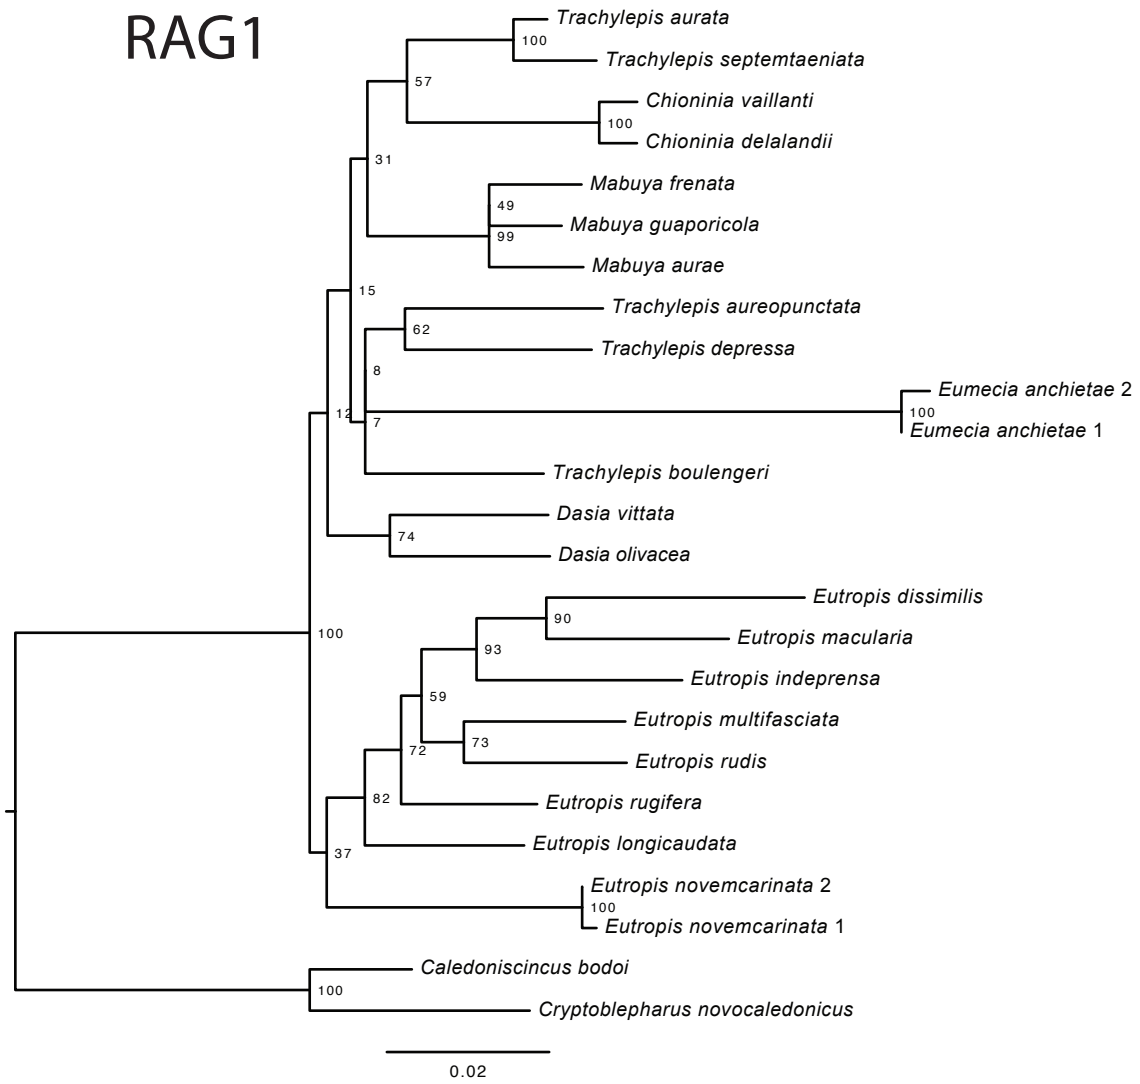 RAG1
Trachylepis aurata
100
Trachylepis septemtaeniata
57
Chioninia vaillanti
100
Chioninia delalandii
31
Mabuya frenata
49
Mabuya guaporicola
99
Mabuya aurae
15
Trachylepis aureopunctata
62
Trachylepis depressa
8
Eumecia anchietae 2
100
12
7
Eumecia anchietae 1
Trachylepis boulengeri
Dasia vittata
74
Dasia olivacea
Eutropis dissimilis
90
100
Eutropis macularia
93
Eutropis indeprensa
59
Eutropis multifasciata
73
72
Eutropis rudis
82
Eutropis rugifera
Eutropis longicaudata
37
Eutropis novemcarinata 2
100
Eutropis novemcarinata 1
Caledoniscincus bodoi
100
Cryptoblepharus novocaledonicus
0.02